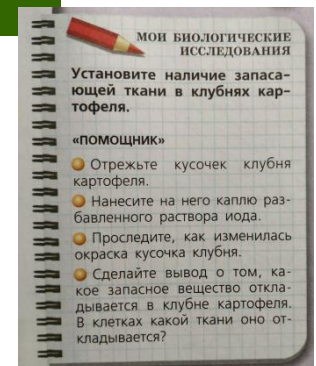 МОИ БИОЛОГИЧЕСКИЕ
ИССЛЕДОВАНИЯ
Установите наличие запаса-
ющей ткани в клубнях кар-
тофеля.
«ПОМОЩНИК»
Отрежьте кусочек клубня
картофеля.
Нанесите на него каплю раз-
бавленного раствора иода.
Проследите, как изменилась
окраска кусочка клубня.
Сделайте вывод о том, ка-
кое запасное вещество откла-
дывается в клубне картофеля.
В клетках какой ткани оно от-
кладывается?